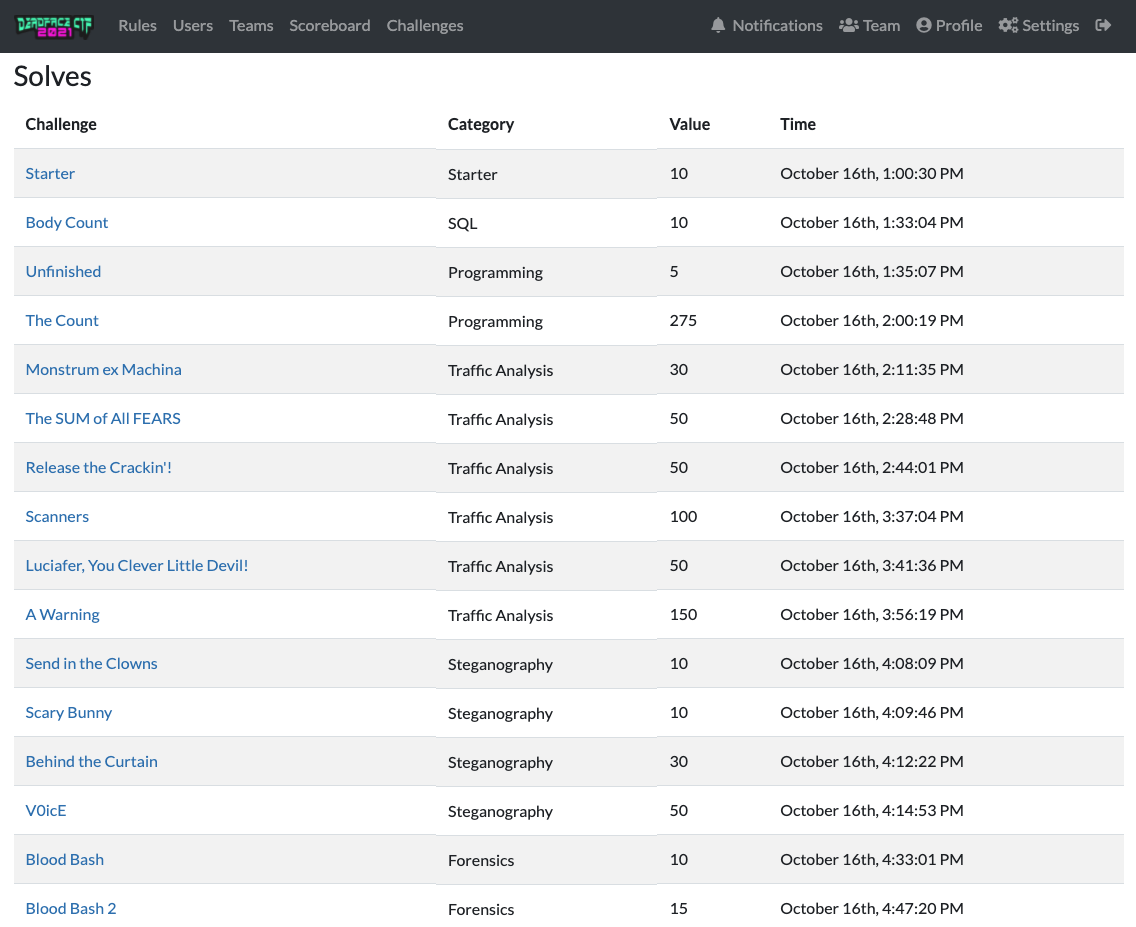 DEADFACE CTF
2021
Rules Users Teams Scoreboard Challenges Notifications Team Profile Settings
Solves
Challenge Category Value Time
Starter Starter 10 October 16th, 1:00:30 PM
Body Count SQL 10 October 16th, 1:33:04 PM
Unfinished Programming 5 October 16th, 1:35:07 PM
The Count Programming 275 October 16th, 2:00:19 PM
Monstrum ex Machina Traffic Analysis 30 October 16th, 2:11:35 PM
The SUM of All FEARS Traffic Analysis 50 October 16th, 2:28:48 PM
Release the Crackin'! Traffic Analysis 50 October 16th, 2:44:01 PM
Scanners Traffic Analysis 100 October 16th, 3:37:04 PM
Luciafer, You Clever Little Devil! Traffic Analysis 50 October 16th, 3:41:36 PM
A Warning Traffic Analysis 150 October 16th, 3:56:19 PM
Send in the Clowns Steganography 10 October 16th, 4:08:09 PM
Scary Bunny Steganography 10 October 16th, 4:09:46 PM
Behind the Curtain Steganography 30 October 16th, 4:12:22 PM
V0icE Steganography 50 October 16th, 4:14:53 PM
Blood Bash Forensics 10 October 16th, 4:33:01 PM
Blood Bash 2 Forensics 15 October 16th, 4:47:20 PM